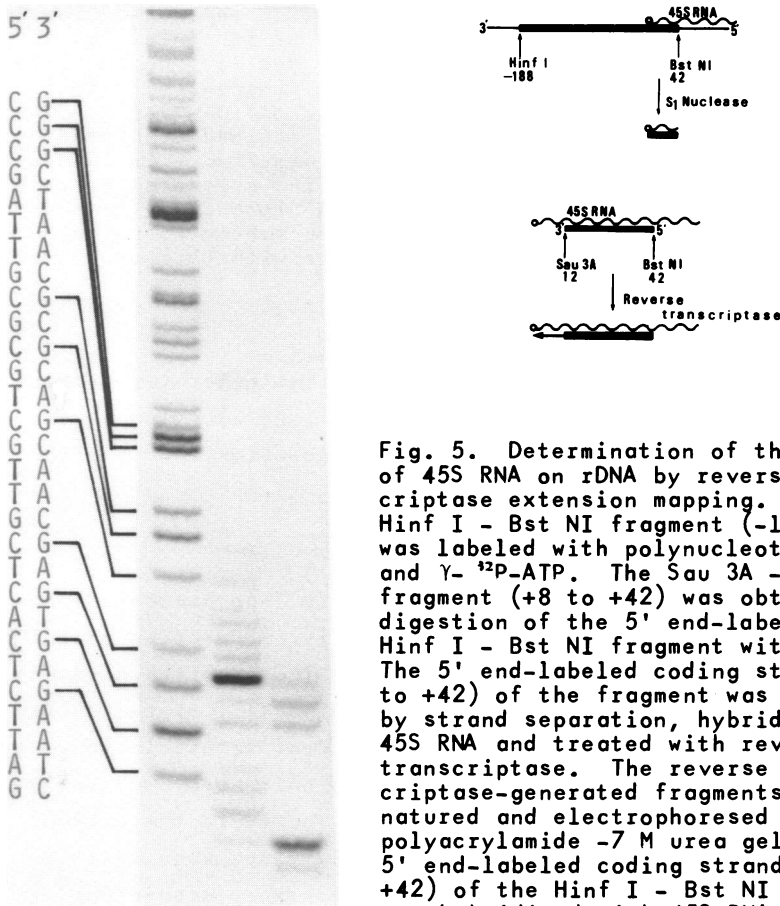 5' 3'
C G
C G
C G
G C
A T
T A
T A
G C
C G
G C
C G
G C
T A
C G
G C
T A
T A
G C
C G
T A
C G
A T
C G
T A
C G
T A
T A
A T
G C
45S RNA
3' 5'
Hinf I Bst NI
-188 42
S1 Nuclease
45S RNA
3' 5'
Sau 3A Bst NI
12 42
Reverse
transcriptase
Fig. 5. Determination of th
of 45S RNA on rDNA by revers
criptase extension mapping.
Hinf I - Bst NI fragment (-1
was labeled with polynucleot
and γ- ³²P-ATP. The Sau 3A -
fragment (+8 to +42) was obt
digestion of the 5' end-labe
Hinf I - Bst NI fragment wit
The 5' end-labeled coding st
to +42) of the fragment was
by strand separation, hybrid
45S RNA and treated with rev
transcriptase. The reverse
criptase-generated fragments
natured and electrophoresed
polyacrylamide -7 M urea gel
5' end-labeled coding strand
+42) of the Hinf I - Bst NI